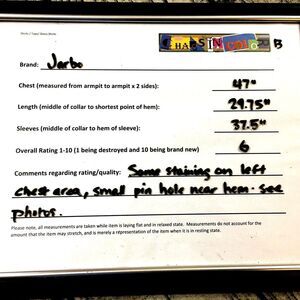 CHAPS IN COLOR B
Brand: Jarbo
Chest (measured from armpit to armpit x 2 sides): 47"
Length (middle of collar to shortest point of hem): 29.75"
Sleeves (middle of collar to hem of sleeve): 37.5"
Overall Rating 1-10 (1 being destroyed and 10 being brand new) 6
Comments regarding rating/quality: Some staining on left
chest area, small pin hole near hem. see
photos.
Please note, all measurements are taken while item is laying flat and in relaxed state. Measurements do not account for the
amount that the item may stretch, and is merely a representation of the item when it is in resting state.